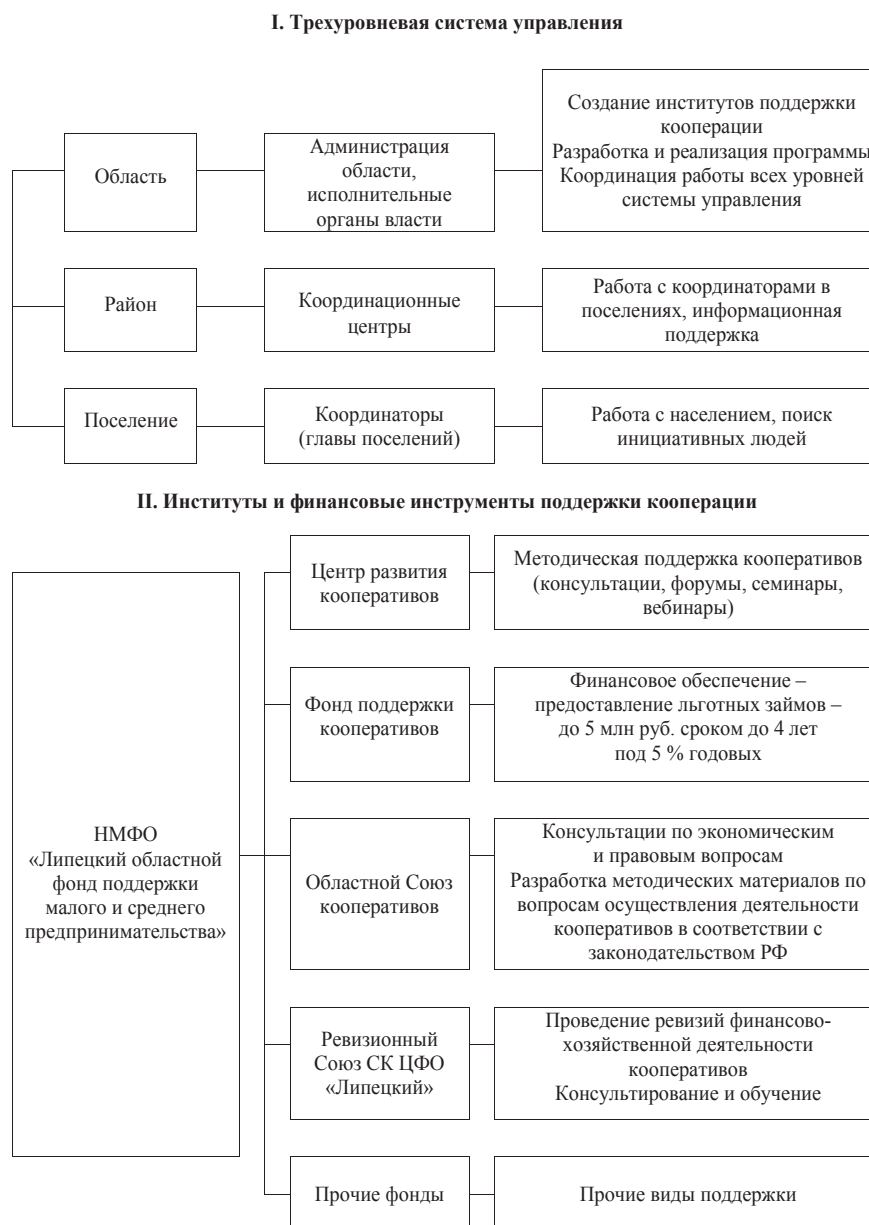 I. Трехуровневая система управления
Область
Администрация
области,
исполнительные
органы власти
Создание институтов поддержки
кооперации
Разработка и реализация программы
Координация работы всех уровней
системы управления
Район
Координационные
центры
Работа с координаторами в
поселениях, информационная
поддержка
Поселение
Координаторы
(главы поселений)
Работа с населением, поиск
инициативных людей
II. Институты и финансовые инструменты поддержки кооперации
НМФО
«Липецкий областной
фонд поддержки
малого и среднего
предпринимательства»
Центр развития
кооперативов
Методическая поддержка кооперативов
(консультации, форумы, семинары,
вебинары)
Фонд поддержки
кооперативов
Финансовое обеспечение –
предоставление льготных займов –
до 5 млн руб. сроком до 4 лет
под 5 % годовых
Областной Союз
кооперативов
Консультации по экономическим
и правовым вопросам
Разработка методических материалов по
вопросам осуществления деятельности
кооперативов в соответствии с
законодательством РФ
Ревизионный
Союз СК ЦФО
«Липецкий»
Проведение ревизий финансово-
хозяйственной деятельности
кооперативов
Консультирование и обучение
Прочие фонды
Прочие виды поддержки